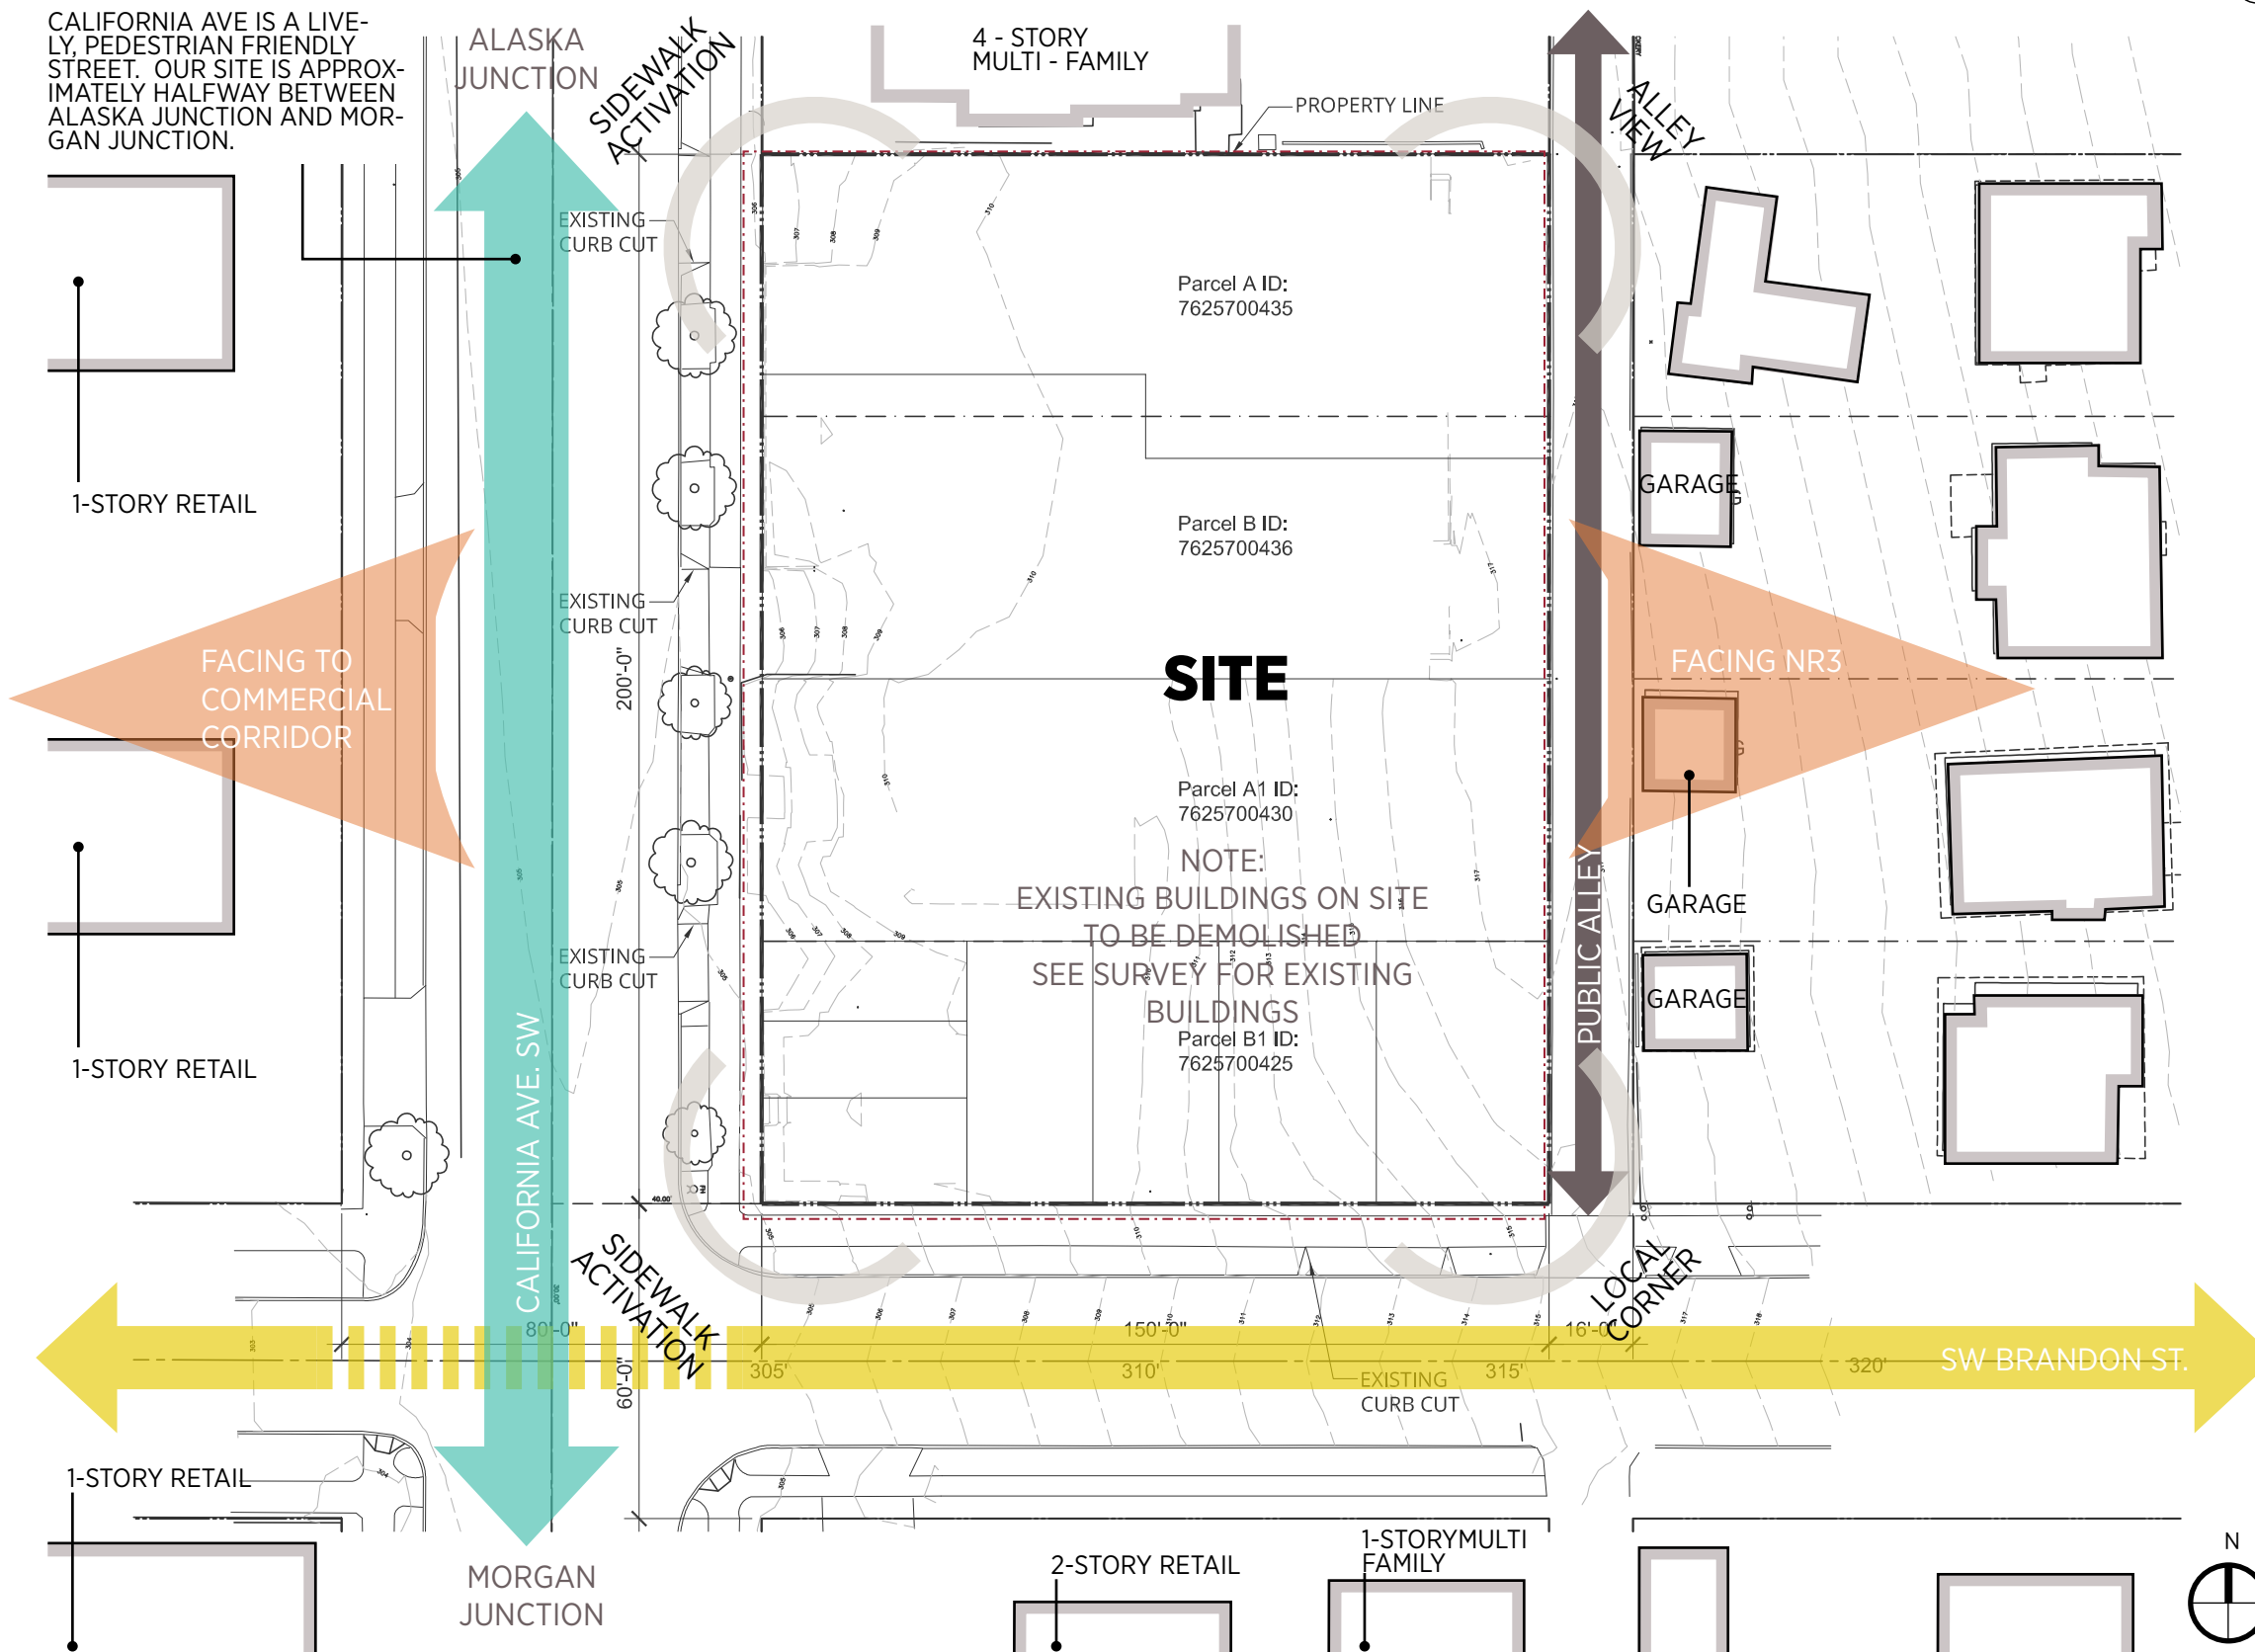 CALIFORNIA AVE IS A LIVE-
LY, PEDESTRIAN FRIENDLY
STREET. OUR SITE IS APPROX-
IMATELY HALFWAY BETWEEN
ALASKA JUNCTION AND MOR-
GAN JUNCTION.
ALASKA
JUNCTION
SIDEWALK
ACTIVATION
4 - STORY
MULTI - FAMILY
PROPERTY LINE
ALLEY
VIEW
EXISTING
CURB CUT
Parcel A ID:
7625700435
1-STORY RETAIL
GARAGE
Parcel B ID:
7625700436
EXISTING
CURB CUT
200'-0"
FACING TO
COMMERCIAL
CORRIDOR
SITE
FACING NR3
Parcel A1 ID:
7625700430
NOTE:
EXISTING BUILDINGS ON SITE
TO BE DEMOLISHED
SEE SURVEY FOR EXISTING
BUILDINGS
GARAGE
EXISTING
CURB CUT
PUBLIC ALLEY
GARAGE
Parcel B1 ID:
7625700425
1-STORY RETAIL
CALIFORNIA AVE. SW
40.00'
SIDEWALK
ACTIVATION
LOCAL
CORNER
80'-0"
150'-0"
16'-0"
60'-0"
305'
310'
315'
320'
SW BRANDON ST.
EXISTING
CURB CUT
1-STORY RETAIL
MORGAN
JUNCTION
2-STORY RETAIL
1-STORYMULTI
FAMILY
N